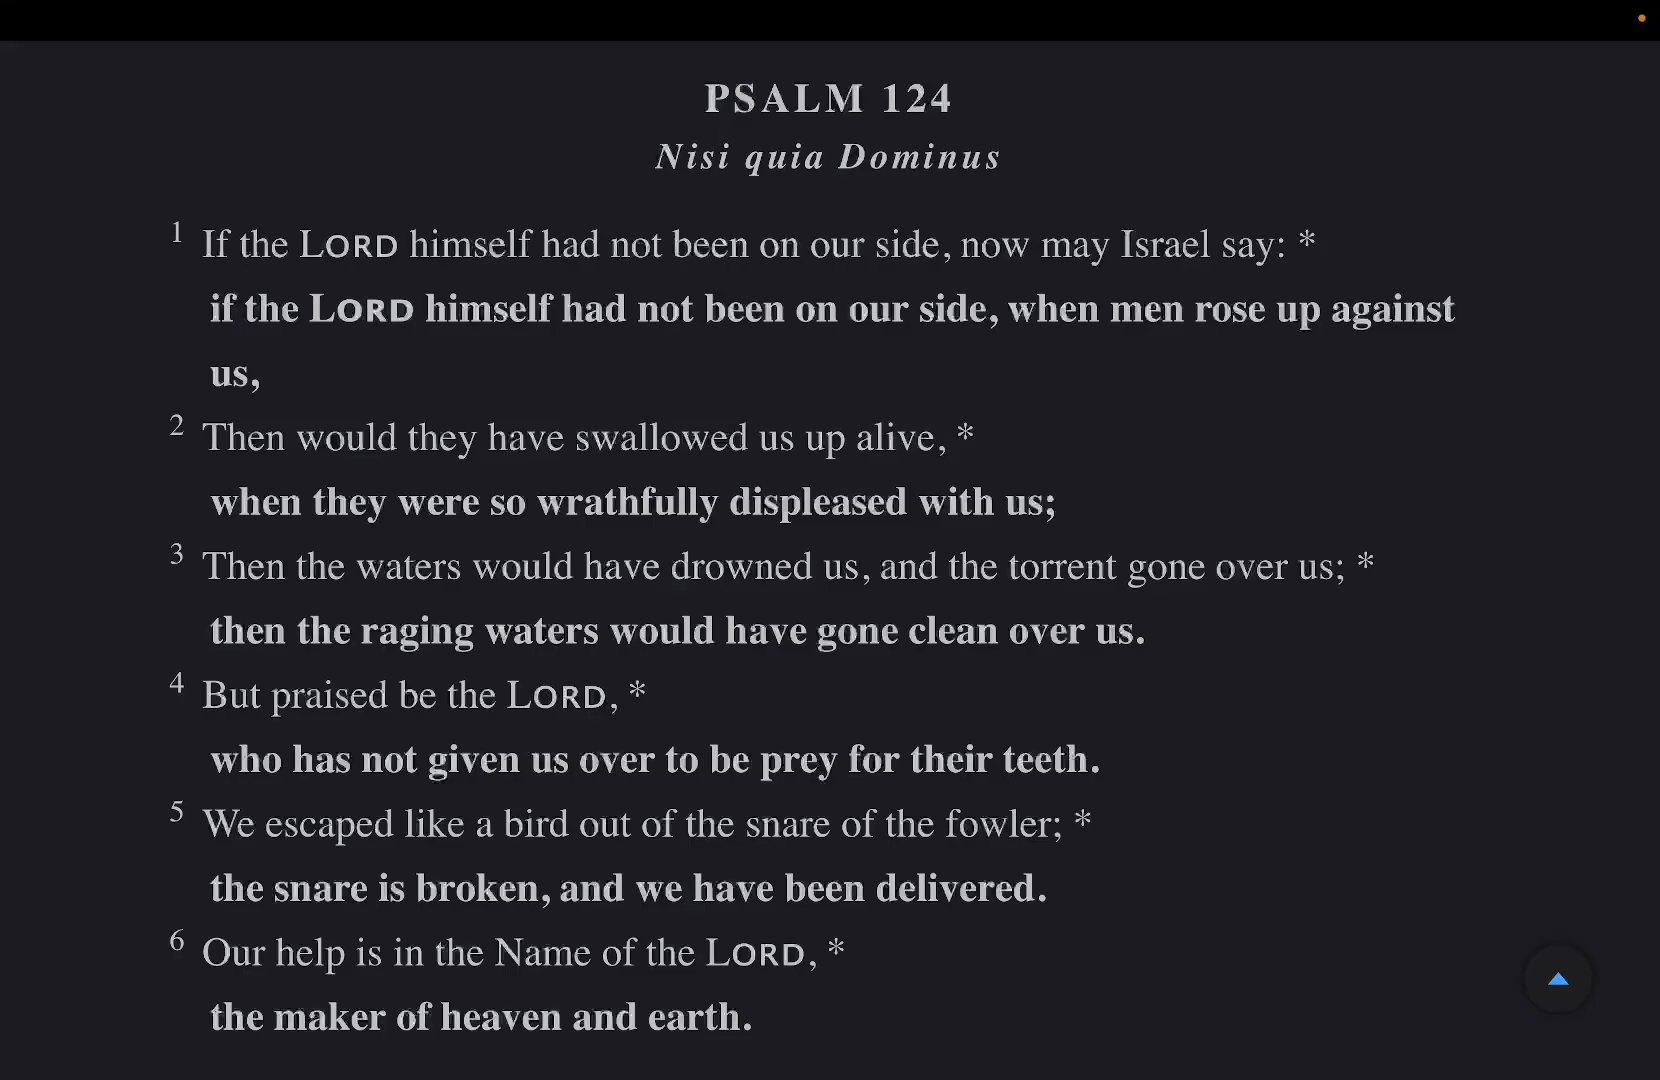 PSALM 124
Nisi quia Dominus
1 If the LORD himself had not been on our side, now may Israel say: *
if the LORD himself had not been on our side, when men rose up against
us,
2 Then would they have swallowed us up alive, *
when they were so wrathfully displeased with us;
3 Then the waters would have drowned us, and the torrent gone over us; *
then the raging waters would have gone clean over us.
4 But praised be the LORD, *
who has not given us over to be prey for their teeth.
5 We escaped like a bird out of the snare of the fowler; *
the snare is broken, and we have been delivered.
6 Our help is in the Name of the LORD, *
the maker of heaven and earth.